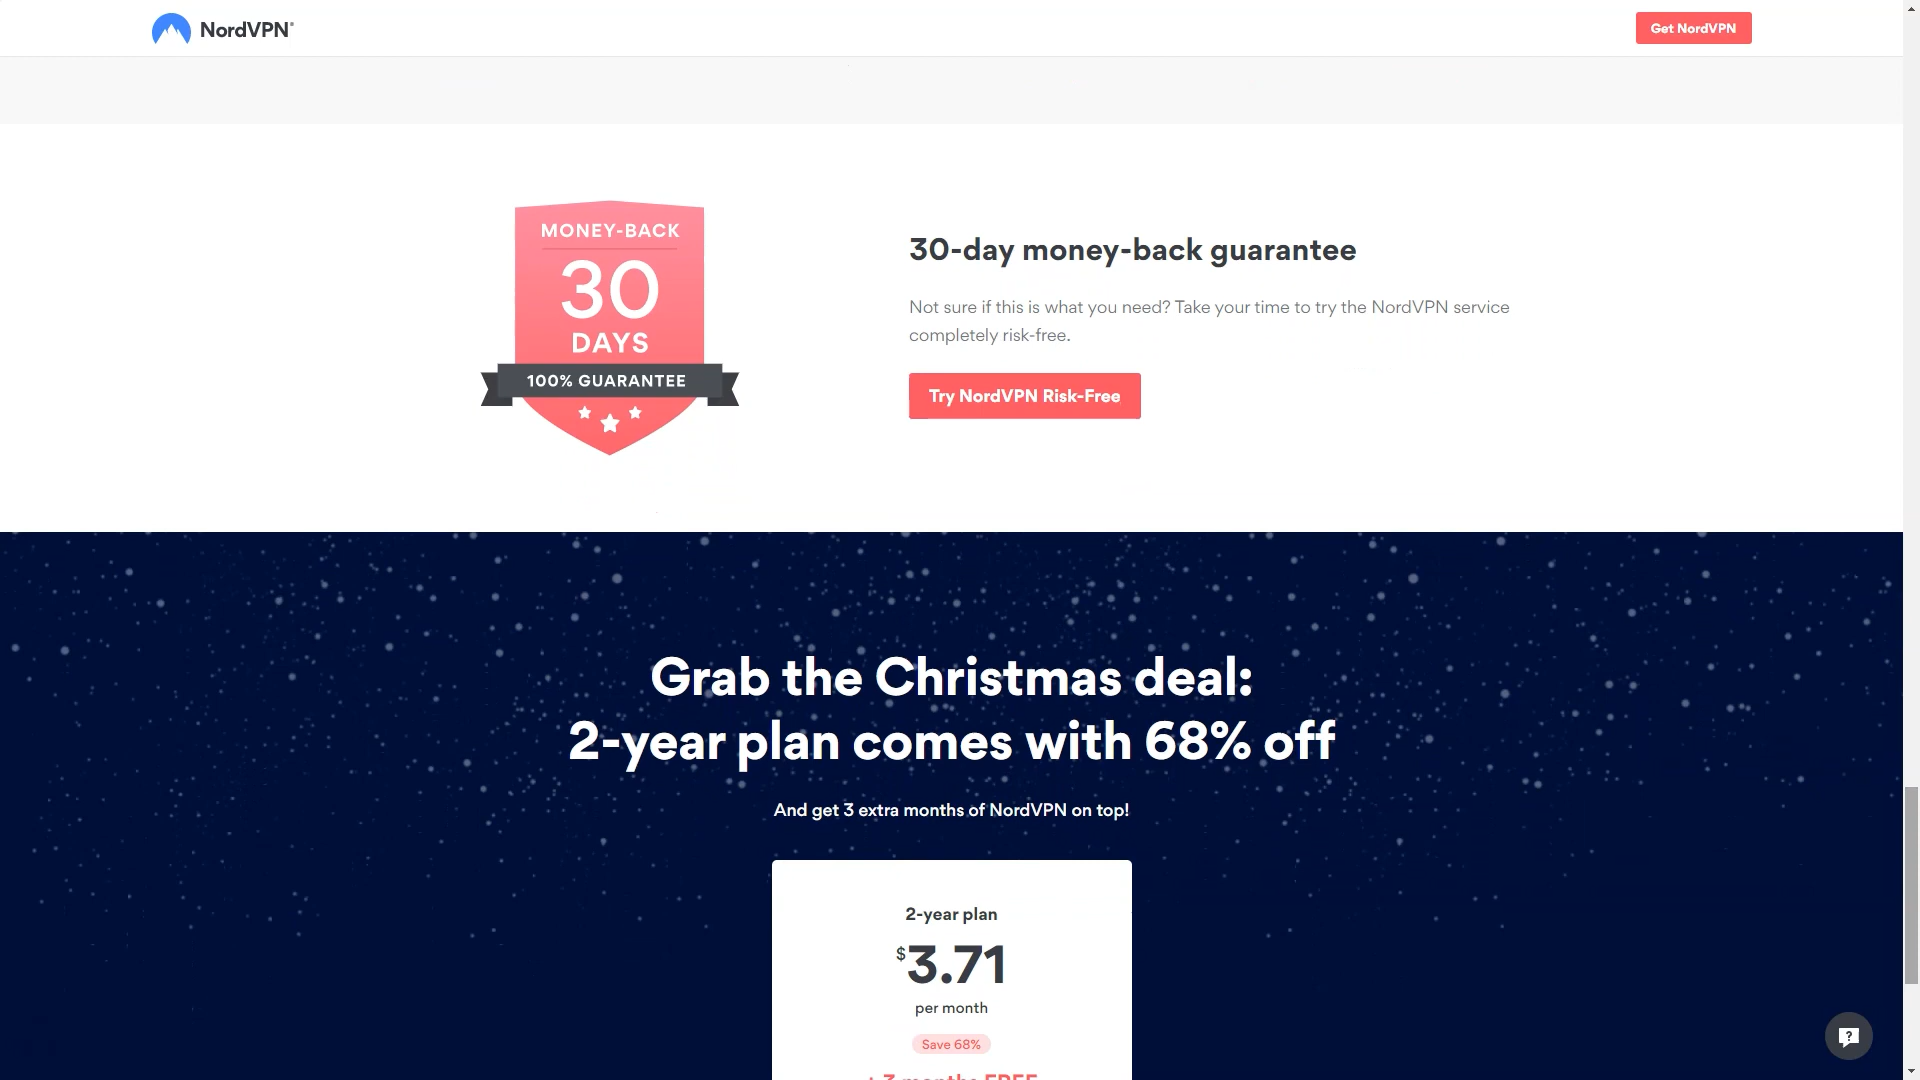 NordVPN®
Get NordVPN
MONEY-BACK
30
DAYS
100% GUARANTEE
30-day money-back guarantee
Not sure if this is what you need? Take your time to try the NordVPN service
completely risk-free.
Try NordVPN Risk-Free
Grab the Christmas deal:
2-year plan comes with 68% off
And get 3 extra months of NordVPN on top!
2-year plan
$3.71
per month
Save 68%
+ 3 months FREE
?